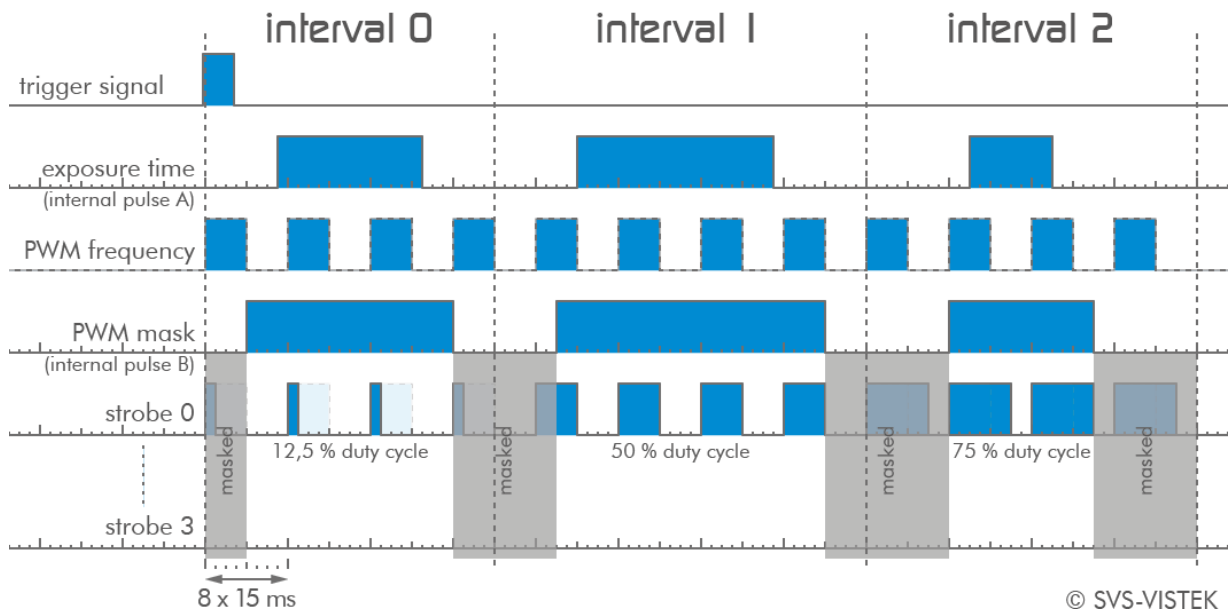 interval 0
interval 1
interval 2
trigger signal
exposure time
(internal pulse A)
PWM frequency
PWM mask
(internal pulse B)
strobe 0
masked
12,5 % duty cycle
masked
50 % duty cycle
masked
75 % duty cycle
masked
strobe 3
8 x 15 ms
© SVS-VISTEK